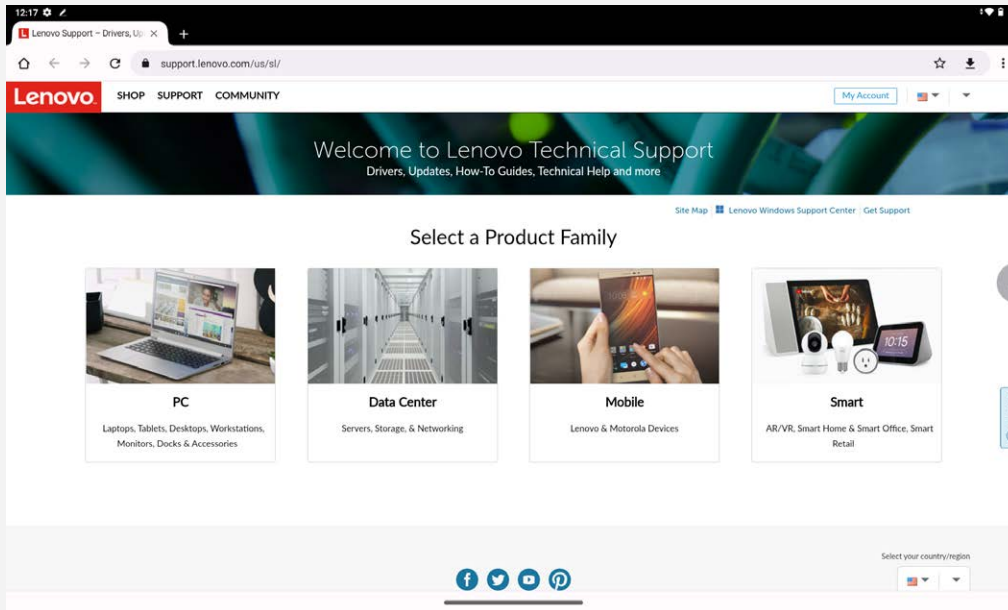 12:17
Lenovo Support – Drivers, Up
support.lenovo.com/us/sl/
Lenovo
SHOP SUPPORT COMMUNITY
My Account
Welcome to Lenovo Technical Support
Drivers, Updates, How-To Guides, Technical Help and more
Site Map Lenovo Windows Support Center Get Support
Select a Product Family
10:15
PC
Laptops, Tablets, Desktops, Workstations,
Monitors, Docks & Accessories
Data Center
Servers, Storage, & Networking
Mobile
Lenovo & Motorola Devices
Smart
AR/VR, Smart Home & Smart Office, Smart
Retail
Select your country/region